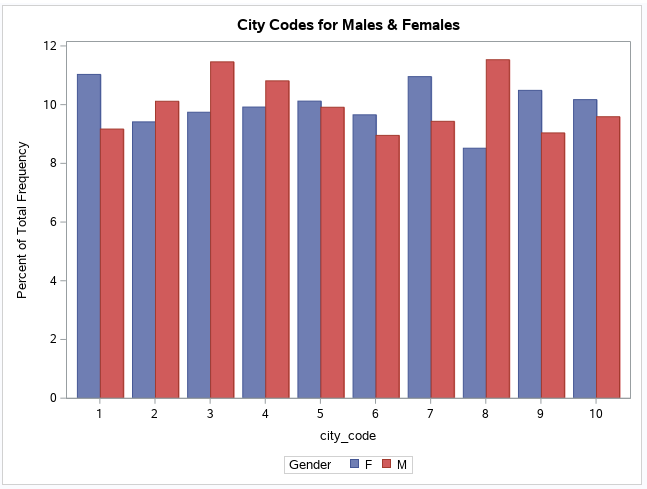 City Codes for Males & Females
12
10
8
6
4
2
0
Percent of Total Frequency
1 2 3 4 5 6 7 8 9 10
city_code
Gender F M